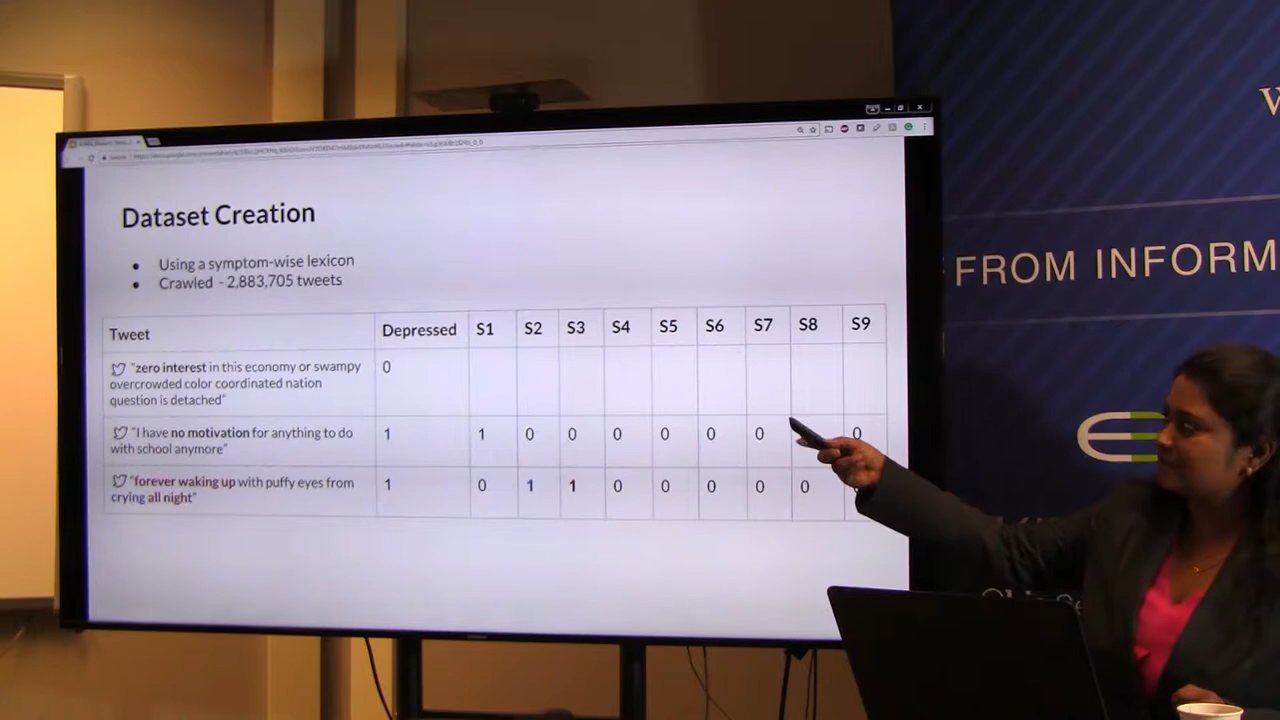 Dataset Creation
● Using a symptom-wise lexicon
● Crawled - 2,883,705 tweets
Tweet Depressed S1 S2 S3 S4 S5 S6 S7 S8 S9
"zero interest in this economy or swampy 0
overcrowded color coordinated nation
question is detached"
"I have no motivation for anything to do 1 1 0 0 0 0 0 0 0
with school anymore"
"forever waking up with puffy eyes from 1 0 1 1 0 0 0 0 0
crying all night"
W
FROM INFORM